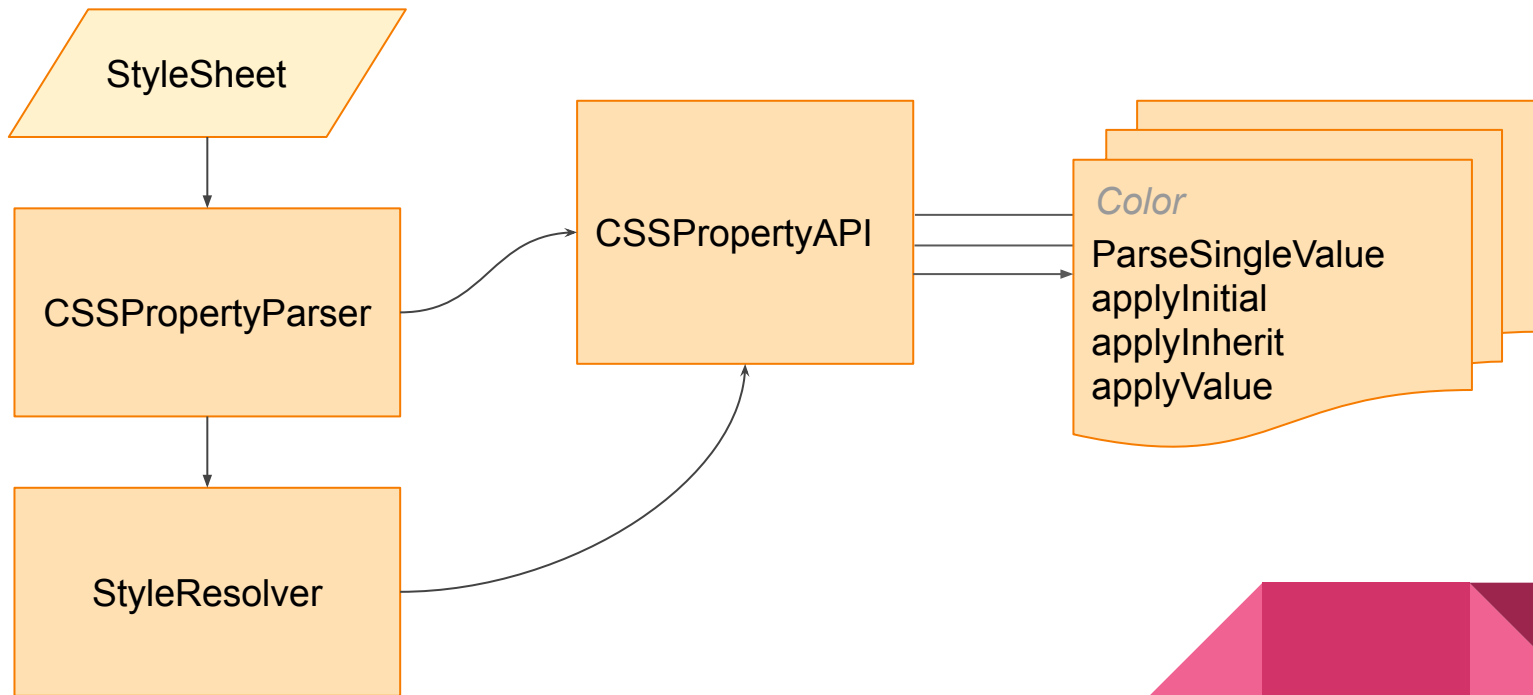 StyleSheet
CSSPropertyParser
StyleResolver
CSSPropertyAPI
Color
ParseSingleValue
applyInitial
applyInherit
applyValue